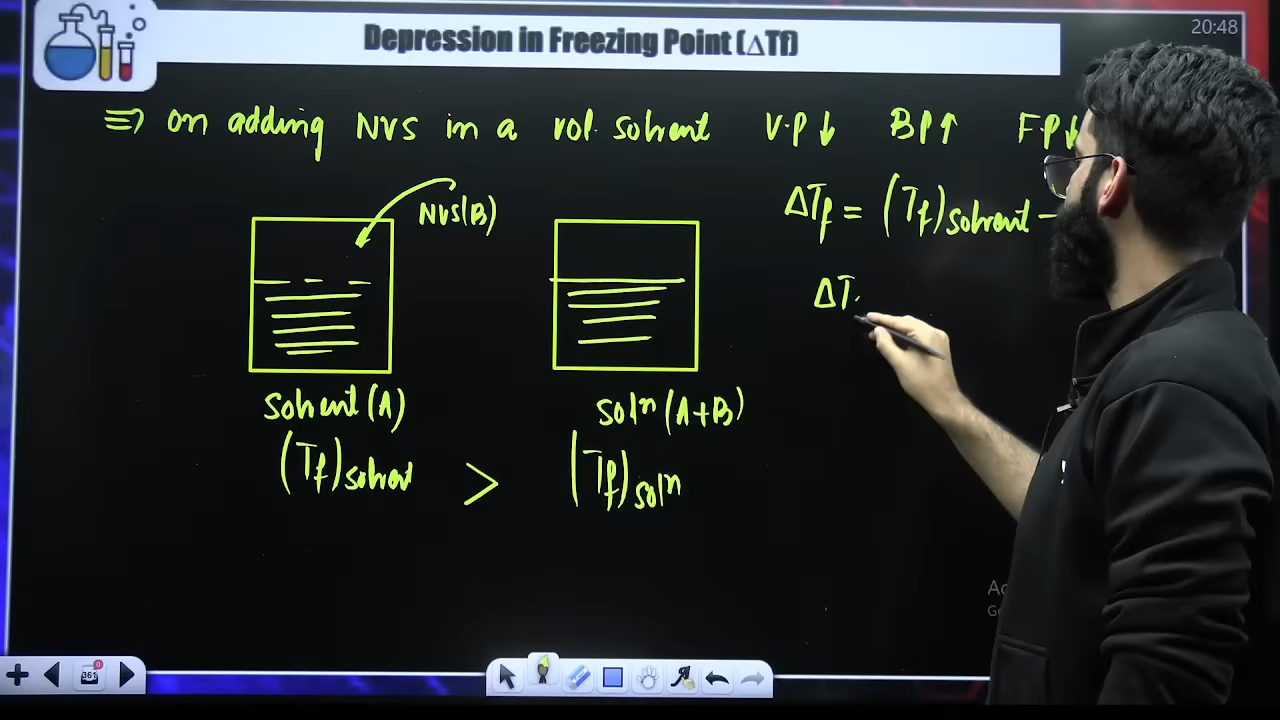 20:48
Depression in Freezing Point (ΔTf)
⇒ on adding NVS in a vol. solvent V.P↓ BP↑ F.P↓
NVS(B)
ΔTf = (Tf)solvent −
ΔT
solvent (A)
solⁿ (A+B)
(Tf)solvent > (Tf)solⁿ
361